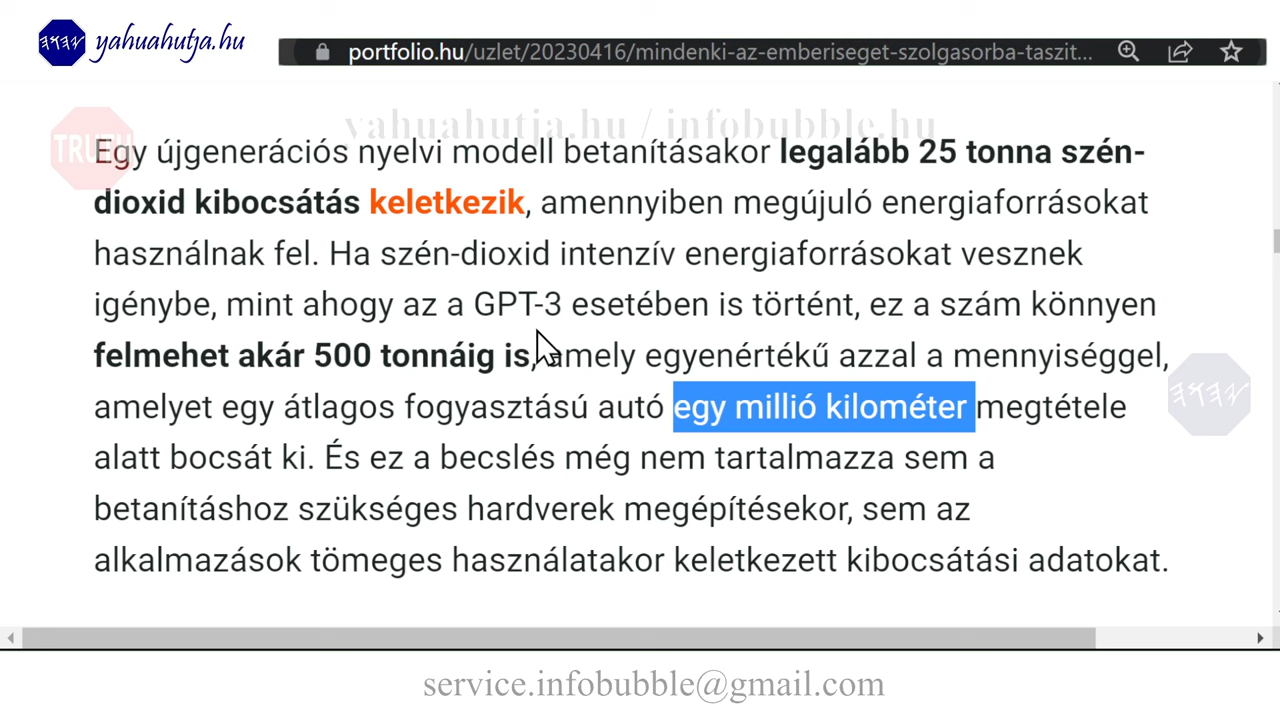 yahuahutja.hu
portfolio.hu/uzlet/20230416/mindenki-az-emberiseget-szolgasorba-taszit...
yahuahutja.hu / infobubble.hu
TRUTH
Egy újgenerációs nyelvi modell betanításakor legalább 25 tonna szén-
dioxid kibocsátás keletkezik, amennyiben megújuló energiaforrásokat
használnak fel. Ha szén-dioxid intenzív energiaforrásokat vesznek
igénybe, mint ahogy az a GPT-3 esetében is történt, ez a szám könnyen
felmehet akár 500 tonnáig is, amely egyenértékű azzal a mennyiséggel,
amelyet egy átlagos fogyasztású autó egy millió kilométer megtétele
alatt bocsát ki. És ez a becslés még nem tartalmazza sem a
betanításhoz szükséges hardverek megépítésekor, sem az
alkalmazások tömeges használatakor keletkezett kibocsátási adatokat.
service.infobubble@gmail.com